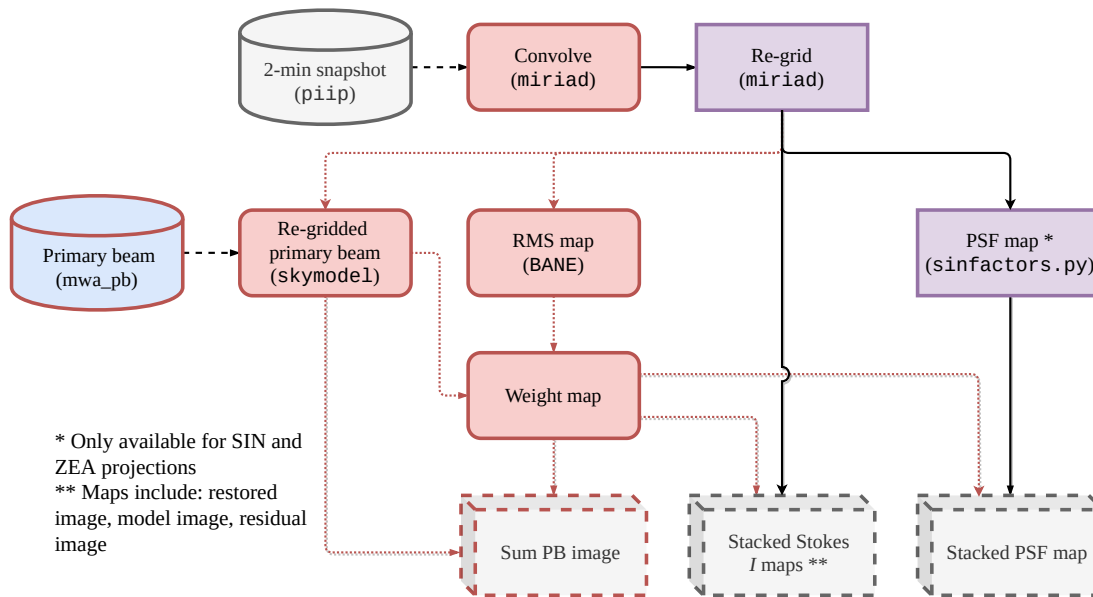 2-min snapshot
(piip)
Convolve
(miriad)
Re-grid
(miriad)
Primary beam
(mwa_pb)
Re-gridded
primary beam
(skymodel)
RMS map
(BANE)
PSF map *
(sinfactors.py)
Weight map
* Only available for SIN and
ZEA projections
** Maps include: restored
image, model image, residual
image
Sum PB image
Stacked Stokes
I maps **
Stacked PSF map